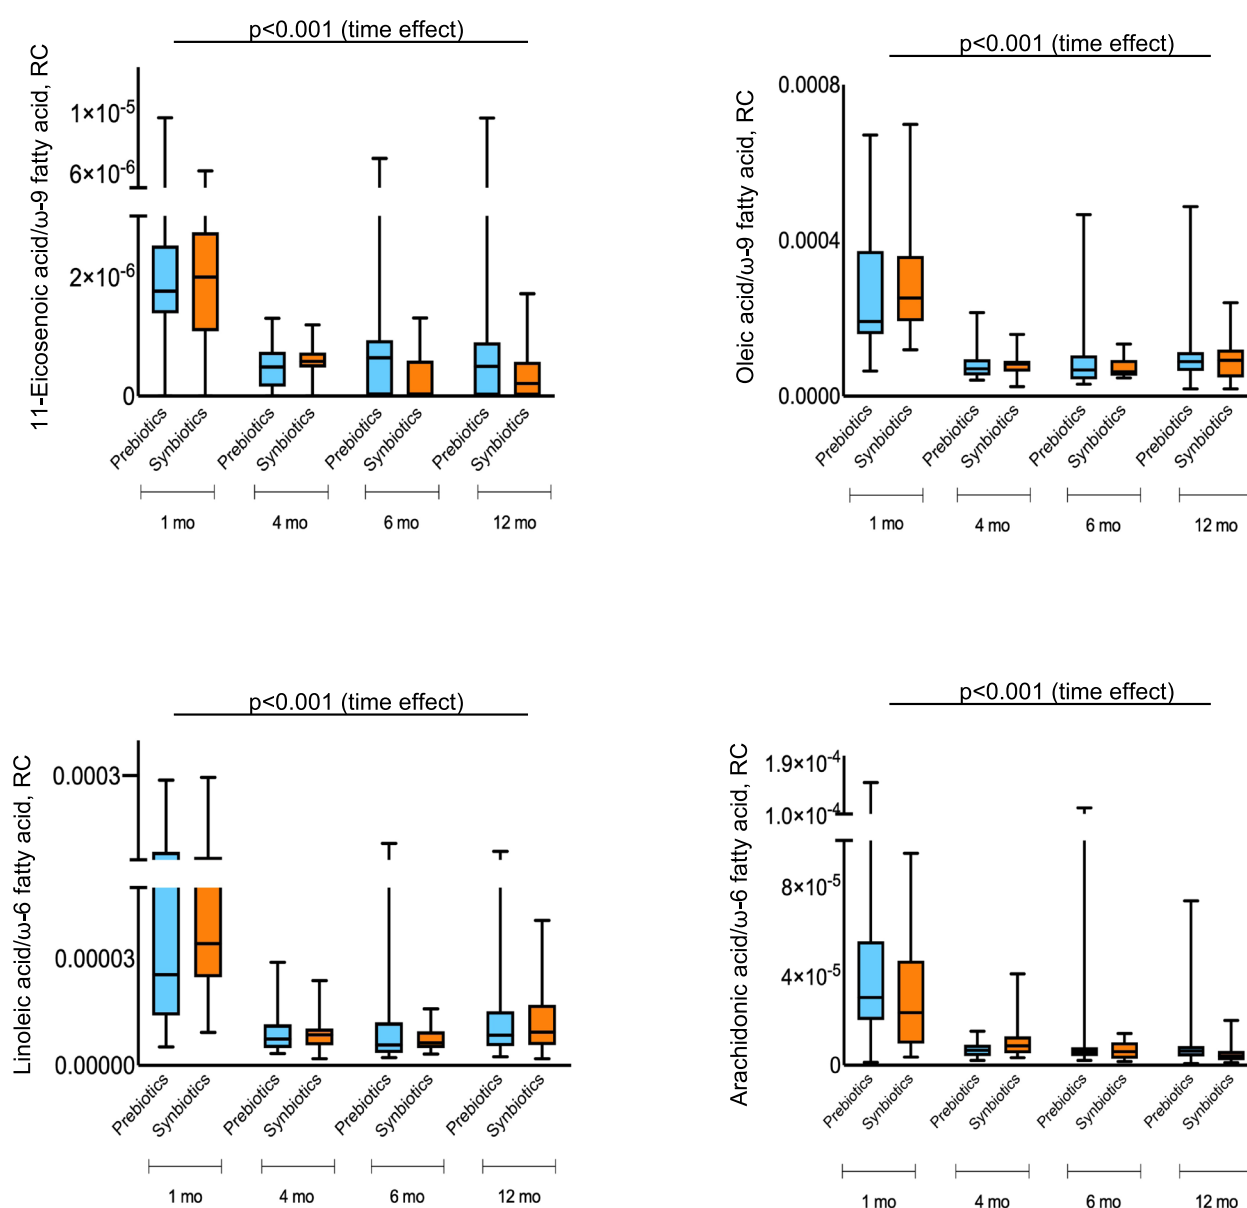 p<0.001 (time effect)
11-Eicosenoic acid/ω-9 fatty acid, RC
1×10⁻⁵
6×10⁻⁶
2×10⁻⁶
0
Prebiotics
Synbiotics
Prebiotics
Synbiotics
Prebiotics
Synbiotics
Prebiotics
Synbiotics
1 mo
4 mo
6 mo
12 mo
p<0.001 (time effect)
Oleic acid/ω-9 fatty acid, RC
0.0008
0.0004
0.0000
Prebiotics
Synbiotics
Prebiotics
Synbiotics
Prebiotics
Synbiotics
Prebiotics
Synbiotics
1 mo
4 mo
6 mo
12 mo
p<0.001 (time effect)
Linoleic acid/ω-6 fatty acid, RC
0.0003
0.00003
0.00000
Prebiotics
Synbiotics
Prebiotics
Synbiotics
Prebiotics
Synbiotics
Prebiotics
Synbiotics
1 mo
4 mo
6 mo
12 mo
p<0.001 (time effect)
Arachidonic acid/ω-6 fatty acid, RC
1.9×10⁻⁴
1.0×10⁻⁴
8×10⁻⁵
4×10⁻⁵
0
Prebiotics
Synbiotics
Prebiotics
Synbiotics
Prebiotics
Synbiotics
Prebiotics
Synbiotics
1 mo
4 mo
6 mo
12 mo